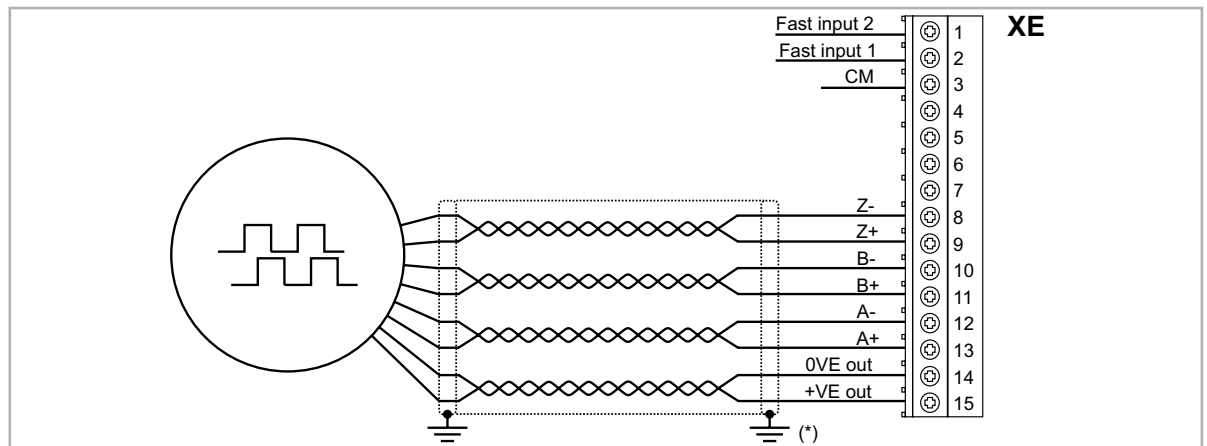 Fast input 2
1
XE
Fast input 1
2
CM
3
4
5
6
7
Z-
8
Z+
9
B-
10
B+
11
A-
12
A+
13
0VE out
14
+VE out
15
(*)